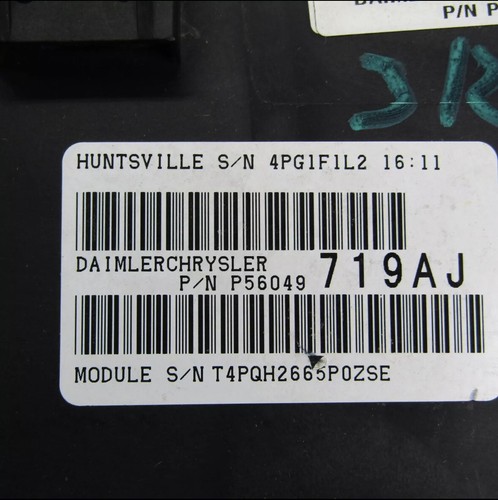 P/N P
HUNTSVILLE S/N 4PG1F1L2 16:11
DAIMLERCHRYSLER
P/N P56049 719AJ
MODULE S/N T4PQH2665P0ZSE